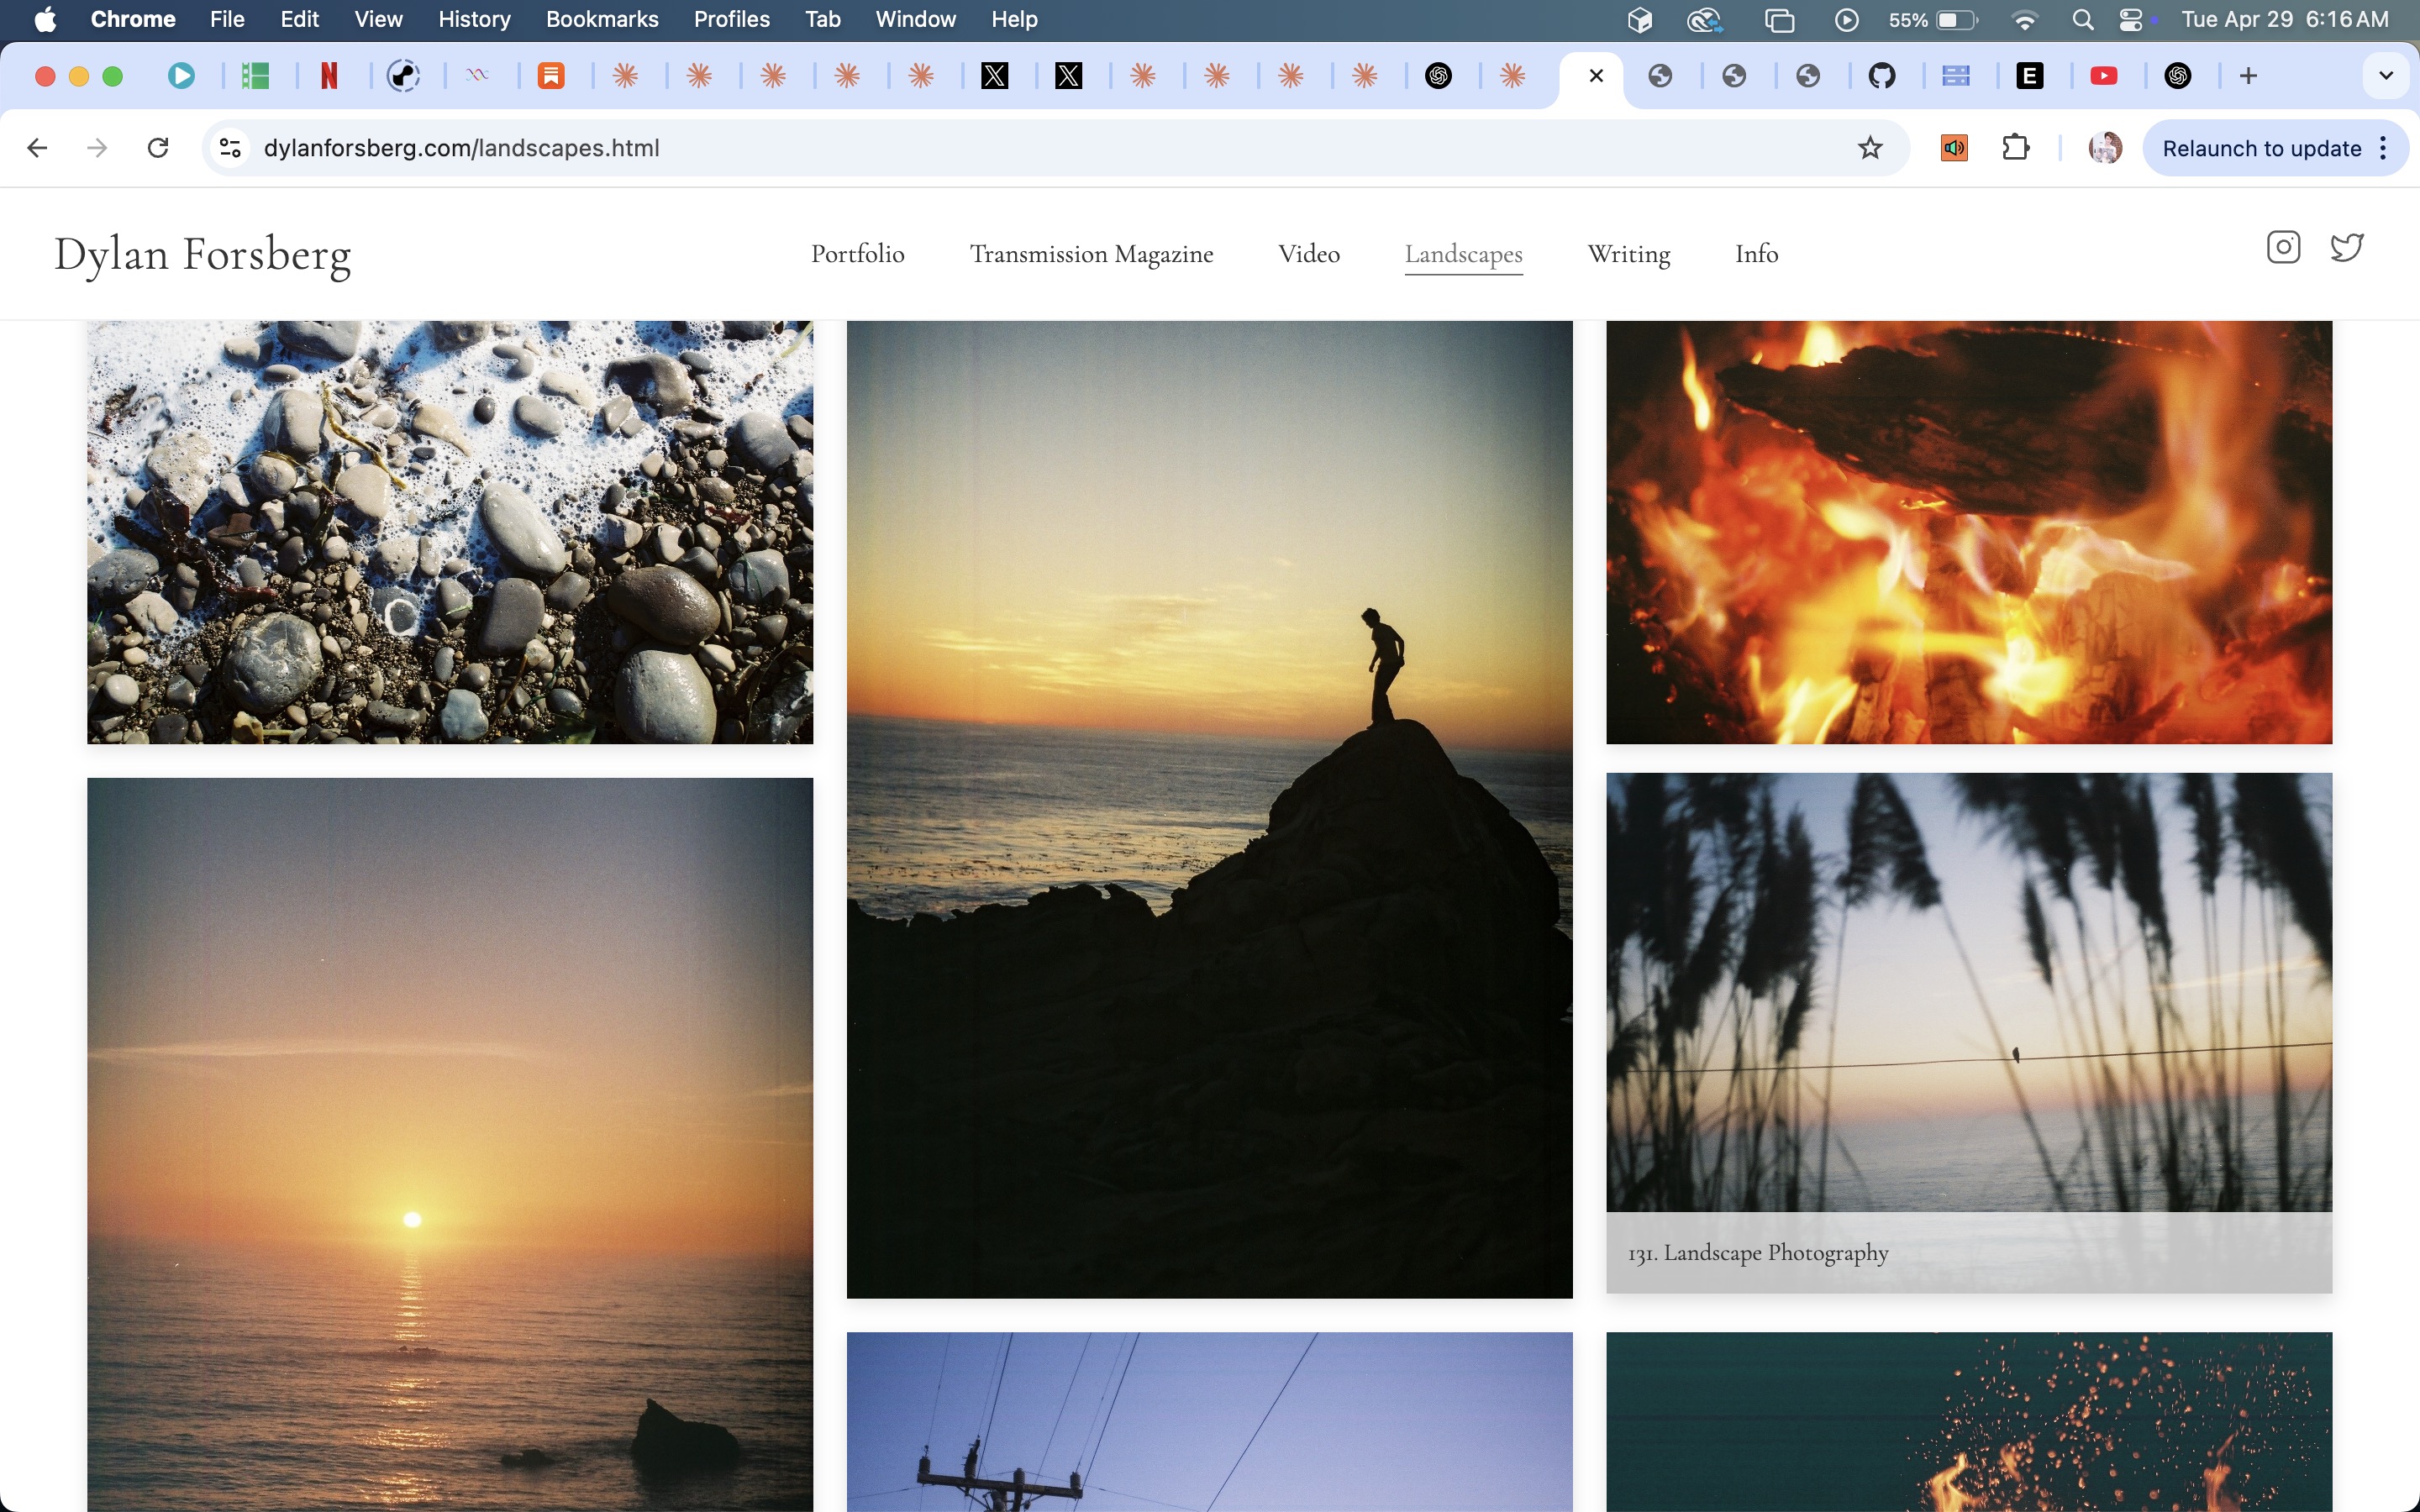 Chrome File Edit View History Bookmarks Profiles Tab Window Help 55% Tue Apr 29 6:16 AM
dylanforsberg.com/landscapes.html Relaunch to update
Dylan Forsberg Portfolio Transmission Magazine Video Landscapes Writing Info
131. Landscape Photography